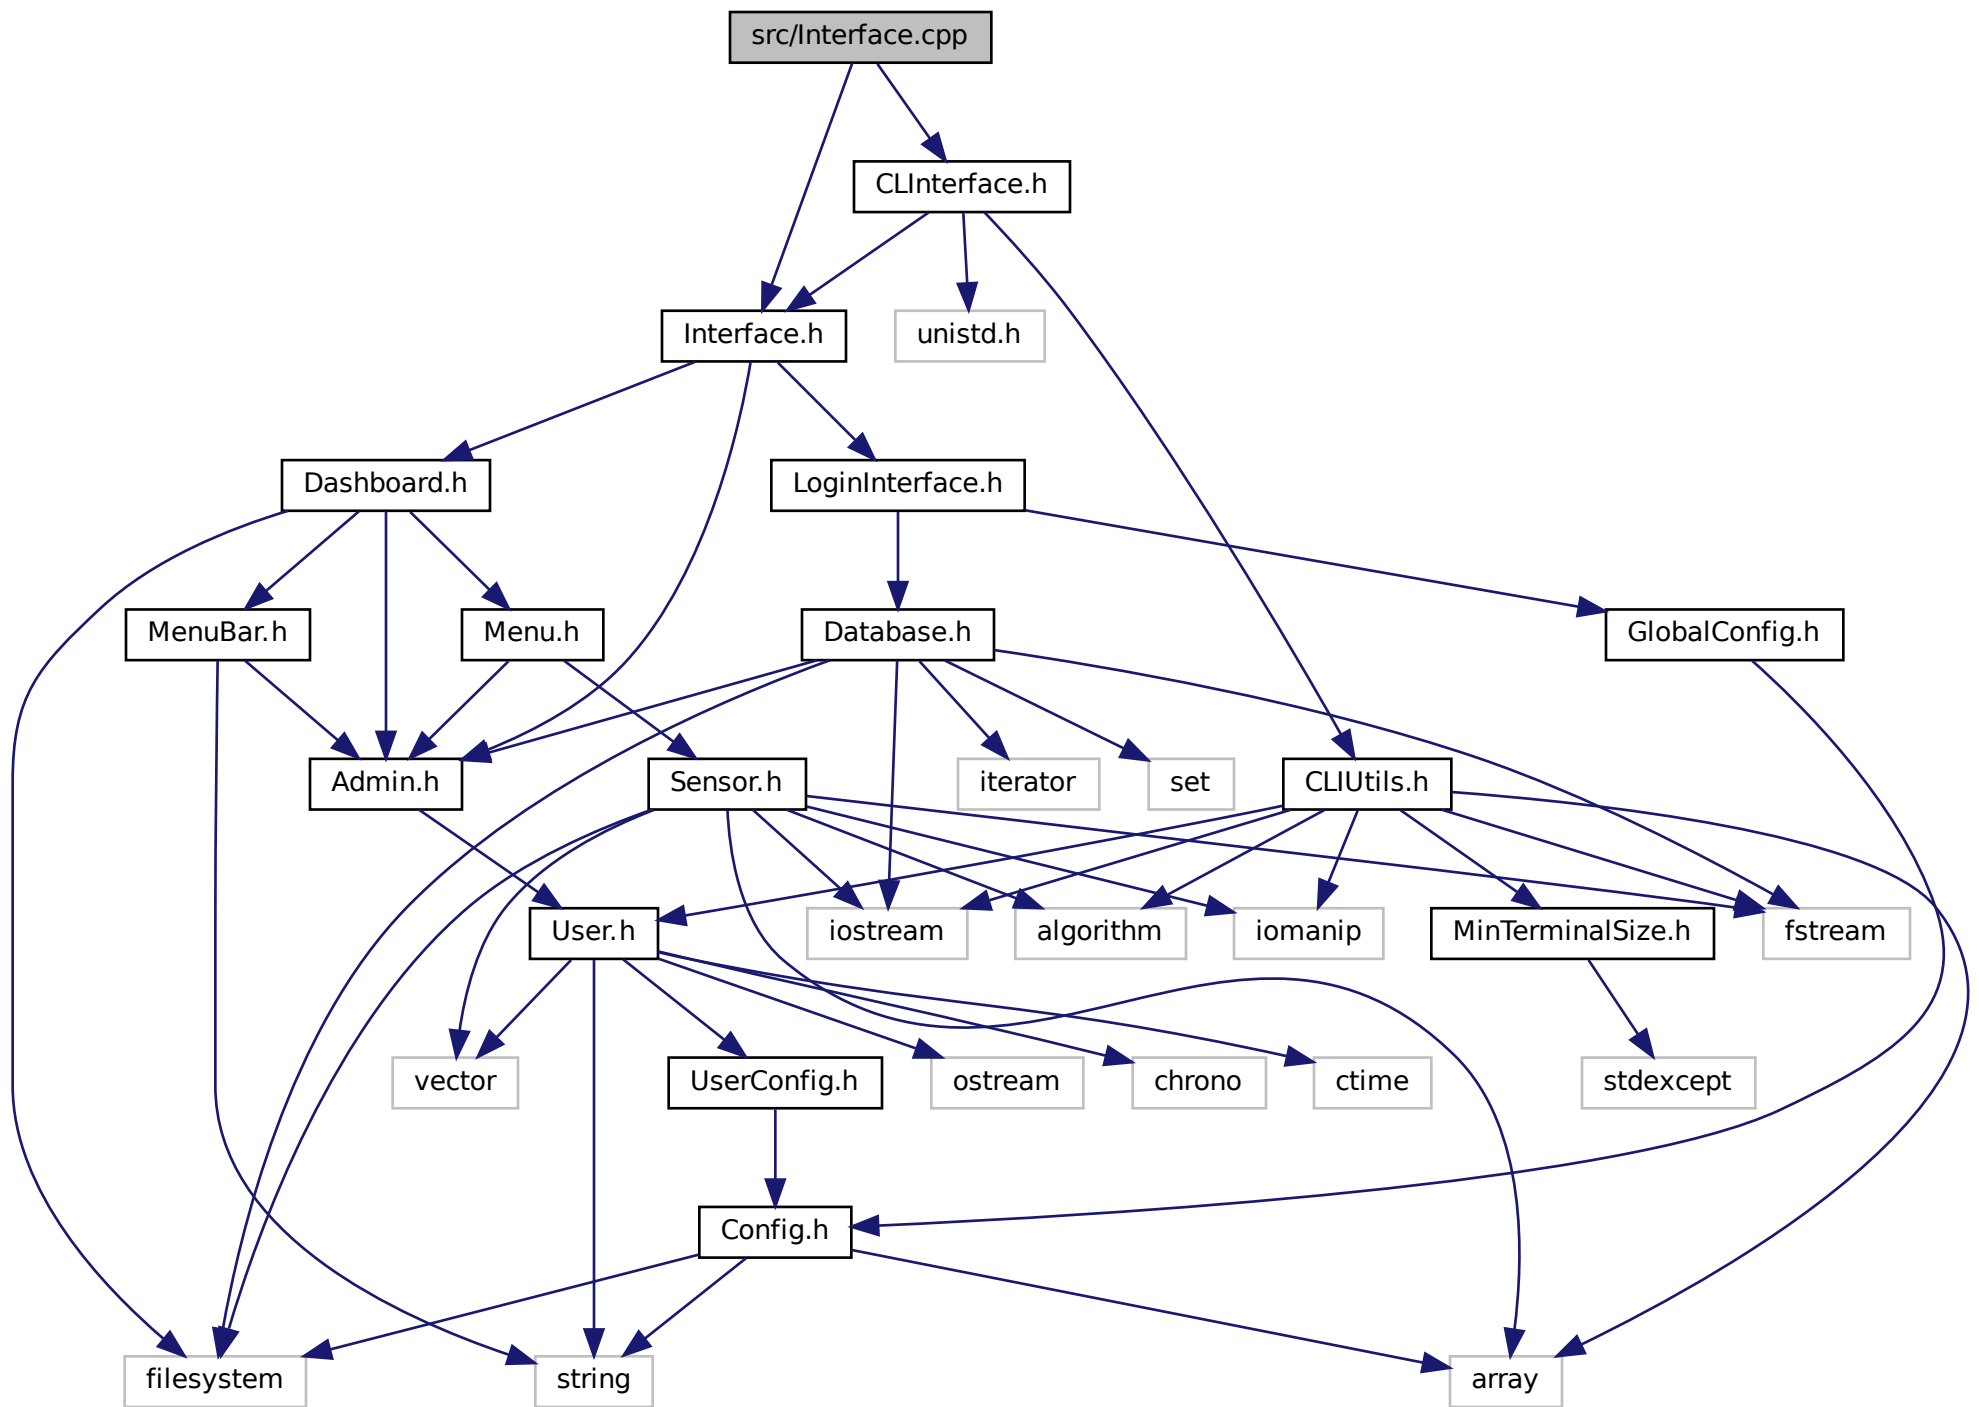 src/Interface.cpp
CLInterface.h
Interface.h
unistd.h
Dashboard.h
LoginInterface.h
MenuBar.h
Menu.h
Database.h
GlobalConfig.h
Admin.h
Sensor.h
iterator
set
CLIUtils.h
User.h
iostream
algorithm
iomanip
MinTerminalSize.h
fstream
vector
UserConfig.h
ostream
chrono
ctime
stdexcept
Config.h
filesystem
string
array